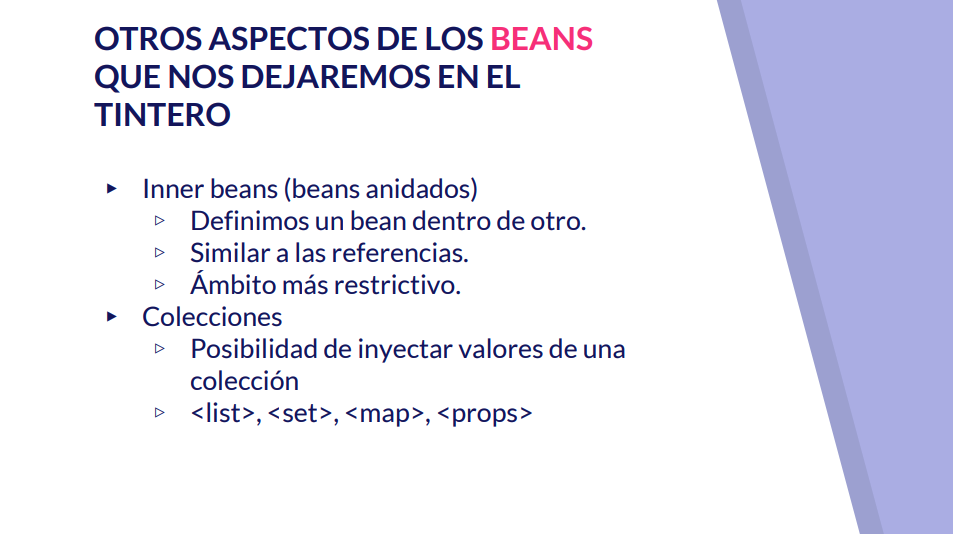 OTROS ASPECTOS DE LOS BEANS
QUE NOS DEJAREMOS EN EL
TINTERO
▸ Inner beans (beans anidados)
▹ Definimos un bean dentro de otro.
▹ Similar a las referencias.
▹ Ámbito más restrictivo.
▸ Colecciones
▹ Posibilidad de inyectar valores de una
colección
▹ <list>, <set>, <map>, <props>